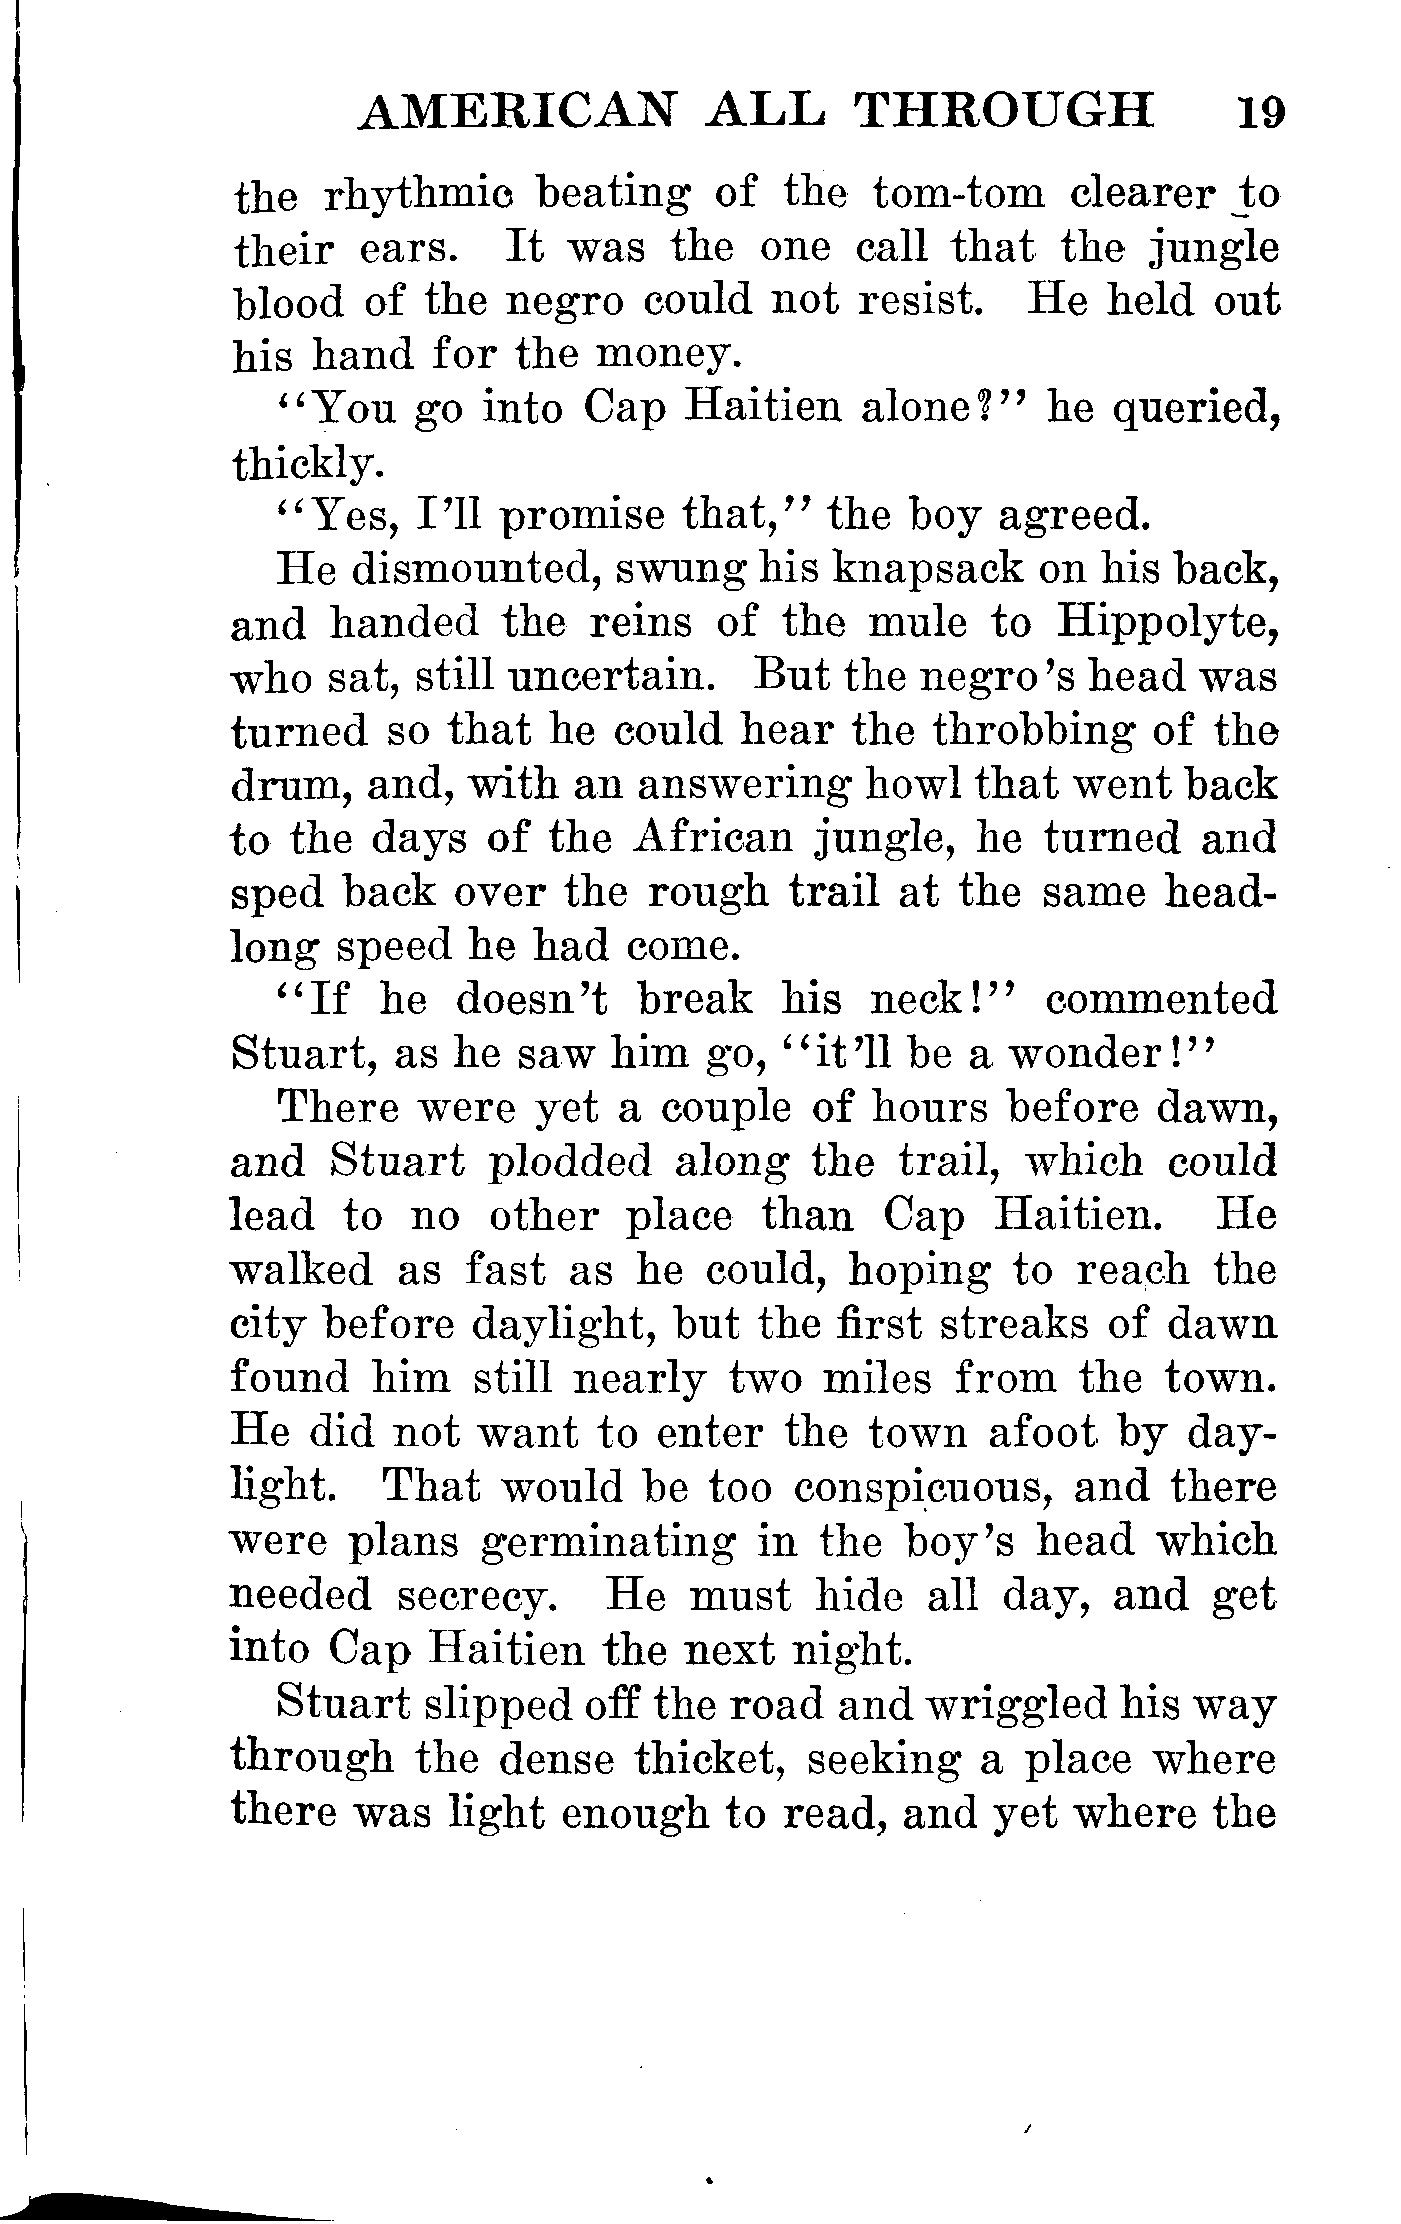 AMERICAN ALL THROUGH 19
the rhythmic beating of the tom-tom clearer to
their ears. It was the one call that the jungle
blood of the negro could not resist. He held out
his hand for the money.
“You go into Cap Haitien alone?” he queried,
thickly.
“Yes, I’ll promise that,” the boy agreed.
He dismounted, swung his knapsack on his back,
and handed the reins of the mule to Hippolyte,
who sat, still uncertain. But the negro’s head was
turned so that he could hear the throbbing of the
drum, and, with an answering howl that went back
to the days of the African jungle, he turned and
sped back over the rough trail at the same head-
long speed he had come.
“If he doesn’t break his neck!” commented
Stuart, as he saw him go, “it’ll be a wonder!”
There were yet a couple of hours before dawn,
and Stuart plodded along the trail, which could
lead to no other place than Cap Haitien. He
walked as fast as he could, hoping to reach the
city before daylight, but the first streaks of dawn
found him still nearly two miles from the town.
He did not want to enter the town afoot by day-
light. That would be too conspicuous, and there
were plans germinating in the boy’s head which
needed secrecy. He must hide all day, and get
into Cap Haitien the next night.
Stuart slipped off the road and wriggled his way
through the dense thicket, seeking a place where
there was light enough to read, and yet where the